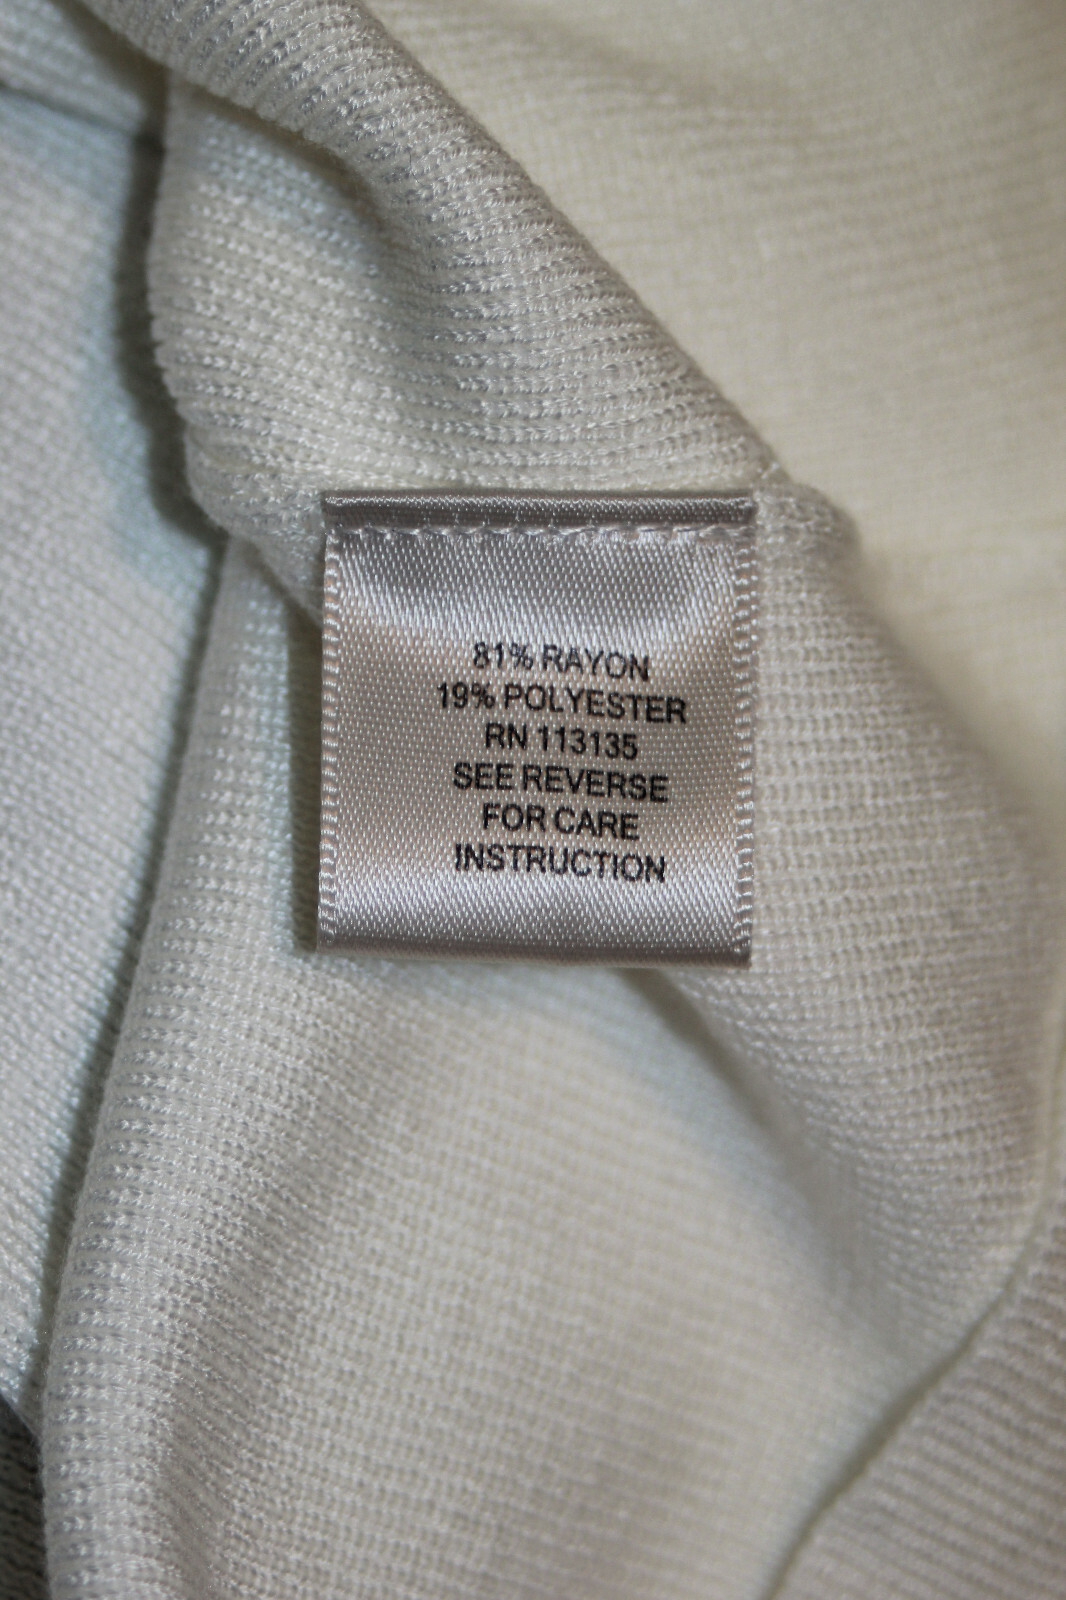 81% RAYON
19% POLYESTER
RN 113135
SEE REVERSE
FOR CARE
INSTRUCTION